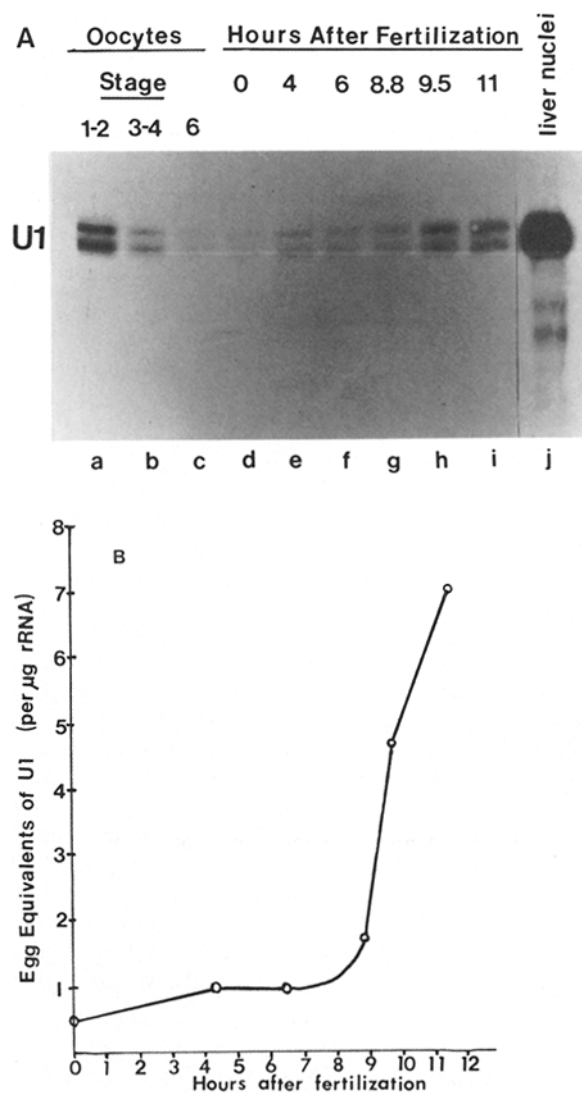 A
Oocytes Hours After Fertilization liver nuclei
Stage 0 4 6 8.8 9.5 11
1-2 3-4 6
U1
a b c d e f g h i j
B
Egg Equivalents of U1 (per µg rRNA)
8
7
6
5
4
3
2
1
0 1 2 3 4 5 6 7 8 9 10 11 12
Hours after fertilization